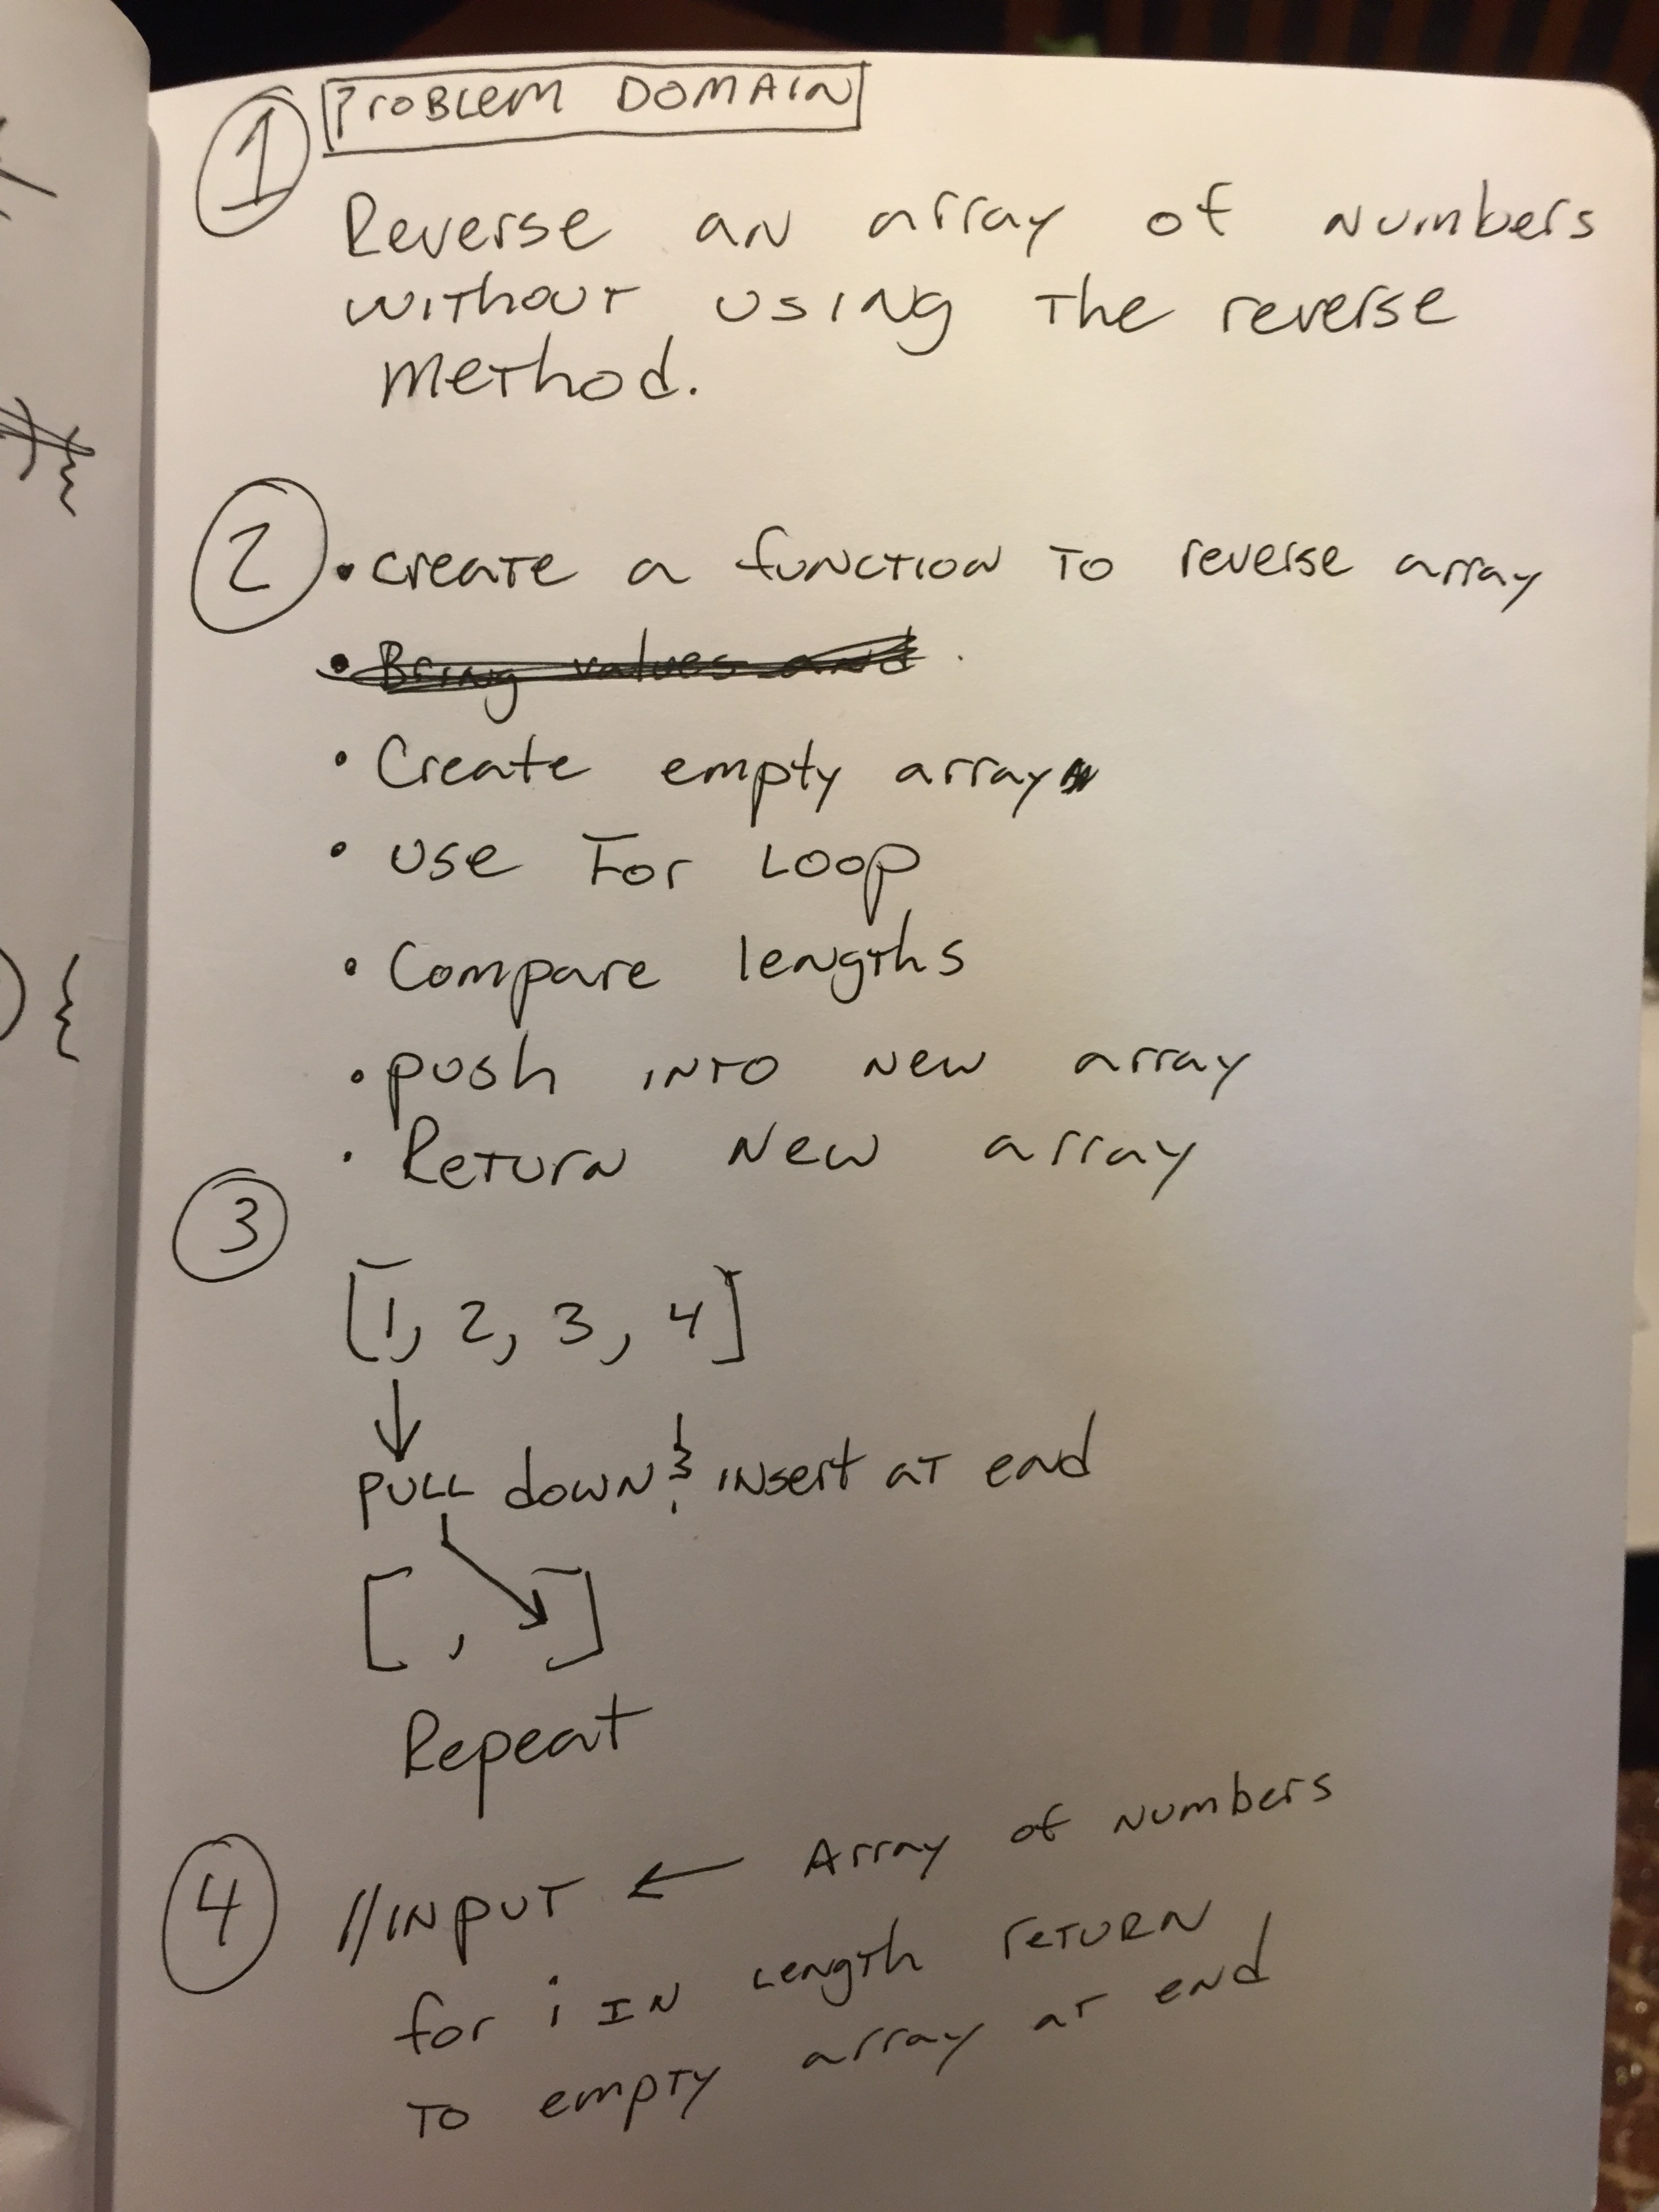 1 PROBLEM DOMAIN
Reverse an array of numbers
without using the reverse
method.
2 • create a function to reverse array
• Bring values and
• Create empty array
• use For Loop
• Compare lengths
• push into new array
• Return new array
3
[1, 2, 3, 4]
PULL down & insert at end
[ , ]
Repeat
4 //INPUT ← Array of numbers
for i IN Length return
to empty array at end